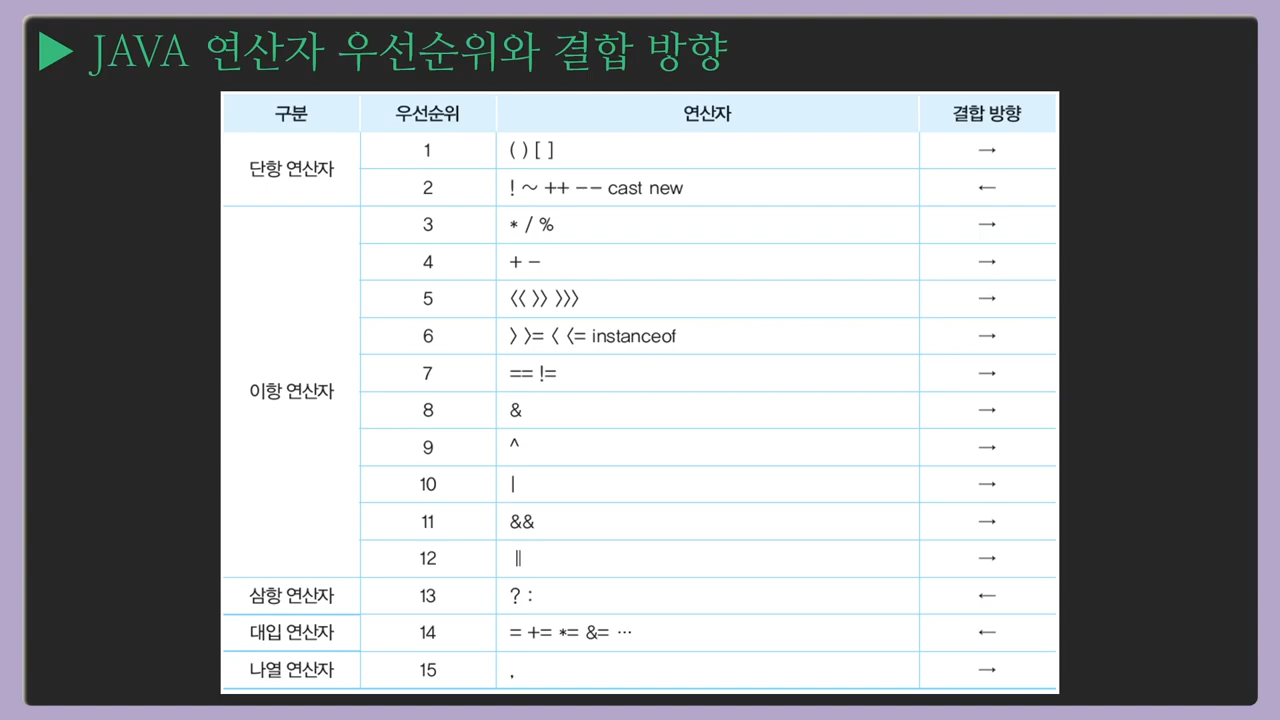 ▶ JAVA 연산자 우선순위와 결합 방향
구분 우선순위 연산자 결합 방향
단항 연산자
1 ( ) [ ] →
2 ! ~ ++ -- cast new ←
이항 연산자
3 * / % →
4 + - →
5 << >> >>> →
6 > >= < <= instanceof →
7 == != →
8 & →
9 ^ →
10 | →
11 && →
12 || →
삼항 연산자 13 ? : ←
대입 연산자 14 = += *= &= … ←
나열 연산자 15 , →